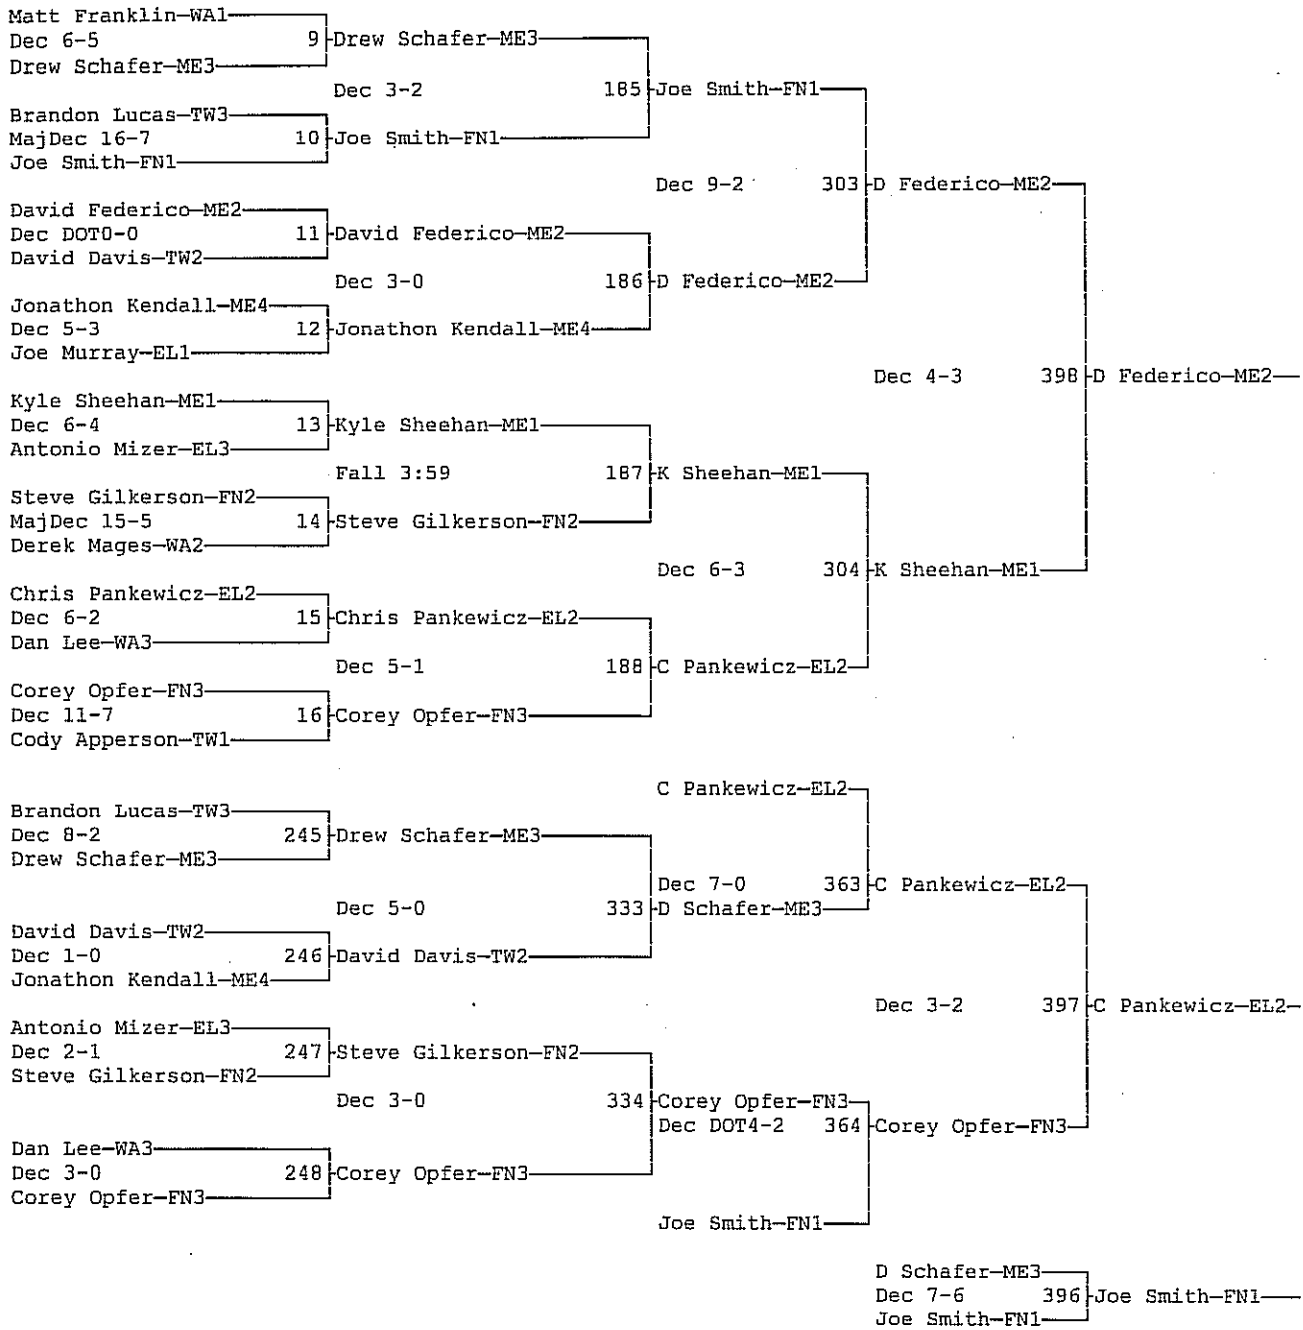 Matt Franklin—WA1
Dec 6-5 9 Drew Schafer—ME3
Drew Schafer—ME3
Dec 3-2 185 Joe Smith—FN1
Brandon Lucas—TW3
MajDec 16-7 10 Joe Smith—FN1
Joe Smith—FN1
Dec 9-2 303 D Federico—ME2
David Federico—ME2
Dec DOT0-0 11 David Federico—ME2
David Davis—TW2
Dec 3-0 186 D Federico—ME2
Jonathon Kendall—ME4
Dec 5-3 12 Jonathon Kendall—ME4
Joe Murray—EL1
Dec 4-3 398 D Federico—ME2
Kyle Sheehan—ME1
Dec 6-4 13 Kyle Sheehan—ME1
Antonio Mizer—EL3
Fall 3:59 187 K Sheehan—ME1
Steve Gilkerson—FN2
MajDec 15-5 14 Steve Gilkerson—FN2
Derek Mages—WA2
Dec 6-3 304 K Sheehan—ME1
Chris Pankewicz—EL2
Dec 6-2 15 Chris Pankewicz—EL2
Dan Lee—WA3
Dec 5-1 188 C Pankewicz—EL2
Corey Opfer—FN3
Dec 11-7 16 Corey Opfer—FN3
Cody Apperson—TW1
C Pankewicz—EL2
Brandon Lucas—TW3
Dec 8-2 245 Drew Schafer—ME3
Drew Schafer—ME3
Dec 7-0 363 C Pankewicz—EL2
Dec 5-0 333 D Schafer—ME3
David Davis—TW2
Dec 1-0 246 David Davis—TW2
Jonathon Kendall—ME4
Dec 3-2 397 C Pankewicz—EL2
Antonio Mizer—EL3
Dec 2-1 247 Steve Gilkerson—FN2
Steve Gilkerson—FN2
Dec 3-0 334 Corey Opfer—FN3
Dec DOT4-2 364 Corey Opfer—FN3
Dan Lee—WA3
Dec 3-0 248 Corey Opfer—FN3
Corey Opfer—FN3
Joe Smith—FN1
D Schafer—ME3
Dec 7-6 396 Joe Smith—FN1
Joe Smith—FN1